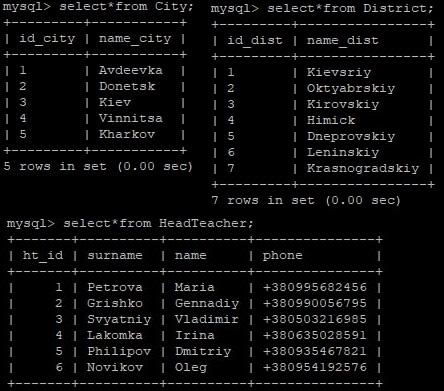 mysql> select*from City;
+---------+-----------+
| id_city | name_city |
+---------+-----------+
| 1 | Avdeevka |
| 2 | Donetsk |
| 3 | Kiev |
| 4 | Vinnitsa |
| 5 | Kharkov |
+---------+-----------+
5 rows in set (0.00 sec)
mysql> select*from District;
+---------+----------------+
| id_dist | name_dist |
+---------+----------------+
| 1 | Kievsriy |
| 2 | Oktyabrskiy |
| 3 | Kirovskiy |
| 4 | Himick |
| 5 | Dneprovskiy |
| 6 | Leninskiy |
| 7 | Krasnogradskiy |
+---------+----------------+
7 rows in set (0.00 sec)
mysql> select*from HeadTeacher;
+-------+----------+----------+---------------+
| ht_id | surname | name | phone |
+-------+----------+----------+---------------+
| 1 | Petrova | Maria | +380995682456 |
| 2 | Grishko | Gennadiy | +380990056795 |
| 3 | Svyatniy | Vladimir | +380503216985 |
| 4 | Lakomka | Irina | +380635028591 |
| 5 | Philipov | Dmitriy | +380935467821 |
| 6 | Novikov | Oleg | +380954192576 |
+-------+----------+----------+---------------+